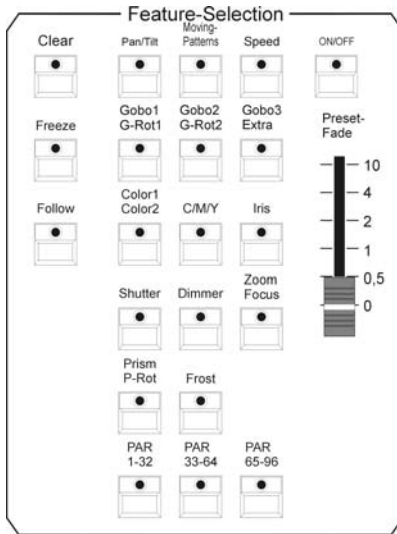 Feature-Selection
Clear
Pan/Tilt
Moving-
Patterns
Speed
ON/OFF
Freeze
Gobo1
G-Rot1
Gobo2
G-Rot2
Gobo3
Extra
Preset-
Fade
10
4
2
1
0,5
0
Follow
Color1
Color2
C/M/Y
Iris
Shutter
Dimmer
Zoom
Focus
Prism
P-Rot
Frost
PAR
1-32
PAR
33-64
PAR
65-96